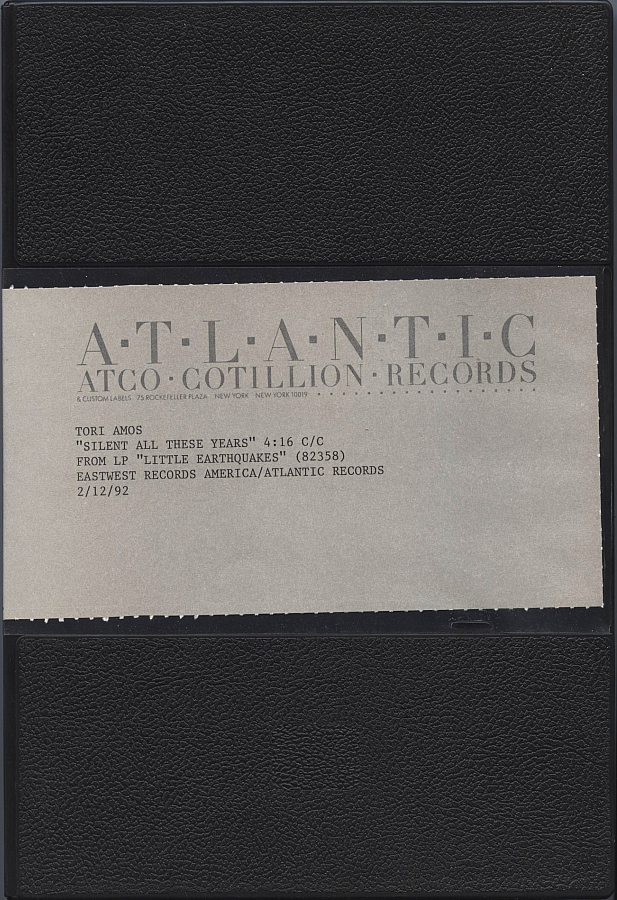 A·T·L·A·N·T·I·C
ATCO · COTILLION · RECORDS
& CUSTOM LABELS 75 ROCKEFELLER PLAZA NEW YORK NEW YORK 10019
TORI AMOS
"SILENT ALL THESE YEARS" 4:16 C/C
FROM LP "LITTLE EARTHQUAKES" (82358)
EASTWEST RECORDS AMERICA/ATLANTIC RECORDS
2/12/92